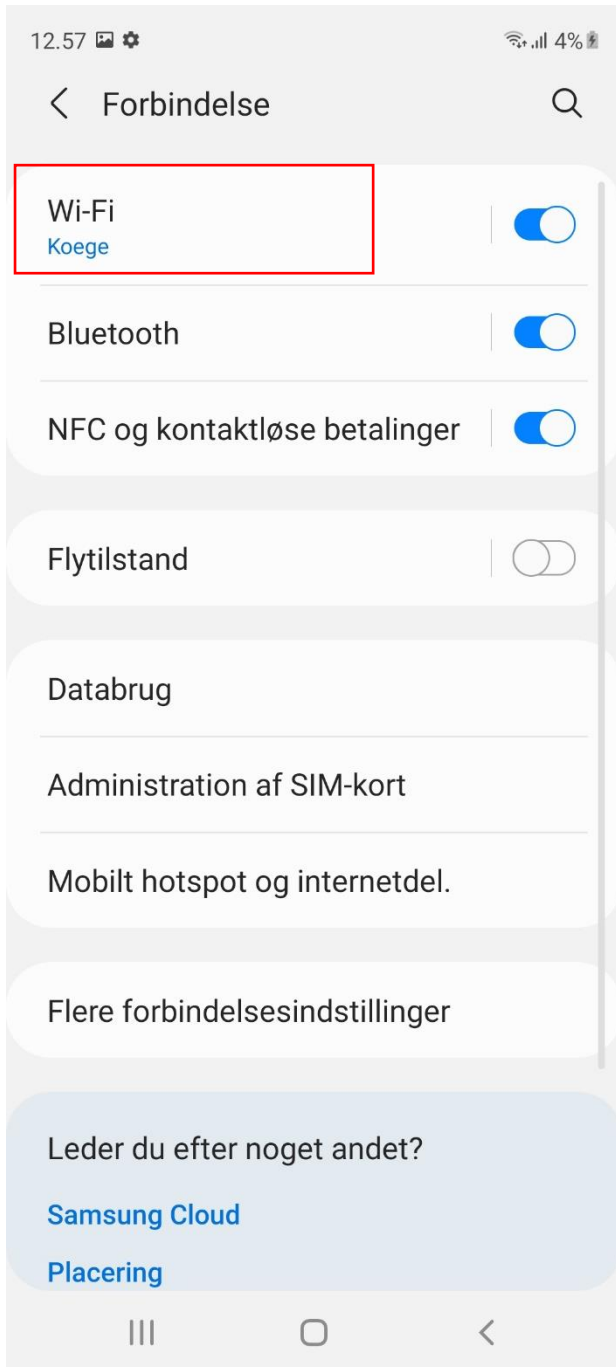 12.57 4%
Forbindelse
Wi-Fi
Koege
Bluetooth
NFC og kontaktløse betalinger
Flytilstand
Databrug
Administration af SIM-kort
Mobilt hotspot og internetdel.
Flere forbindelsesindstillinger
Leder du efter noget andet?
Samsung Cloud
Placering